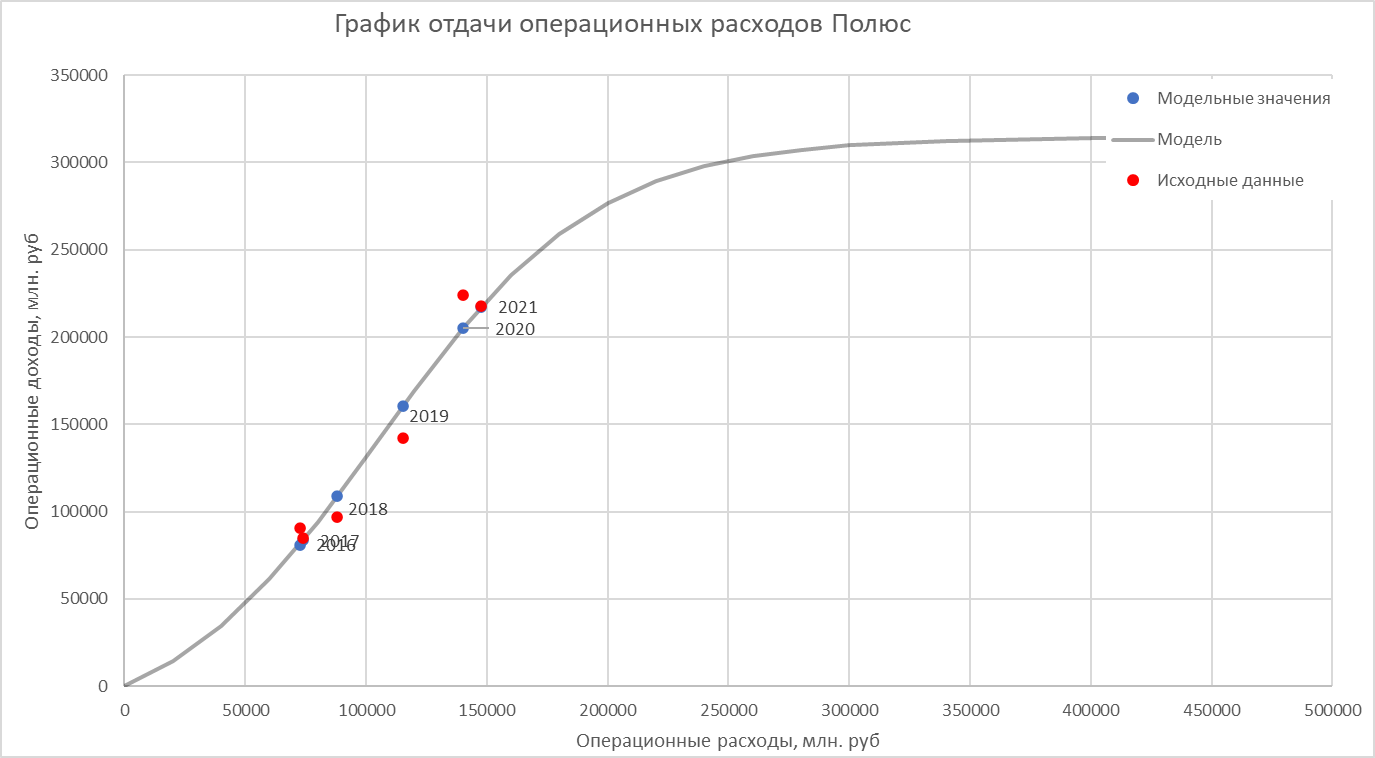 График отдачи операционных расходов Полюс
350000
300000
250000
200000
150000
100000
50000
0
Операционные доходы, млн. руб
Модельные значения
Модель
Исходные данные
2021
2020
2019
2018
2017
2016
0 50000 100000 150000 200000 250000 300000 350000 400000 450000 500000
Операционные расходы, млн. руб